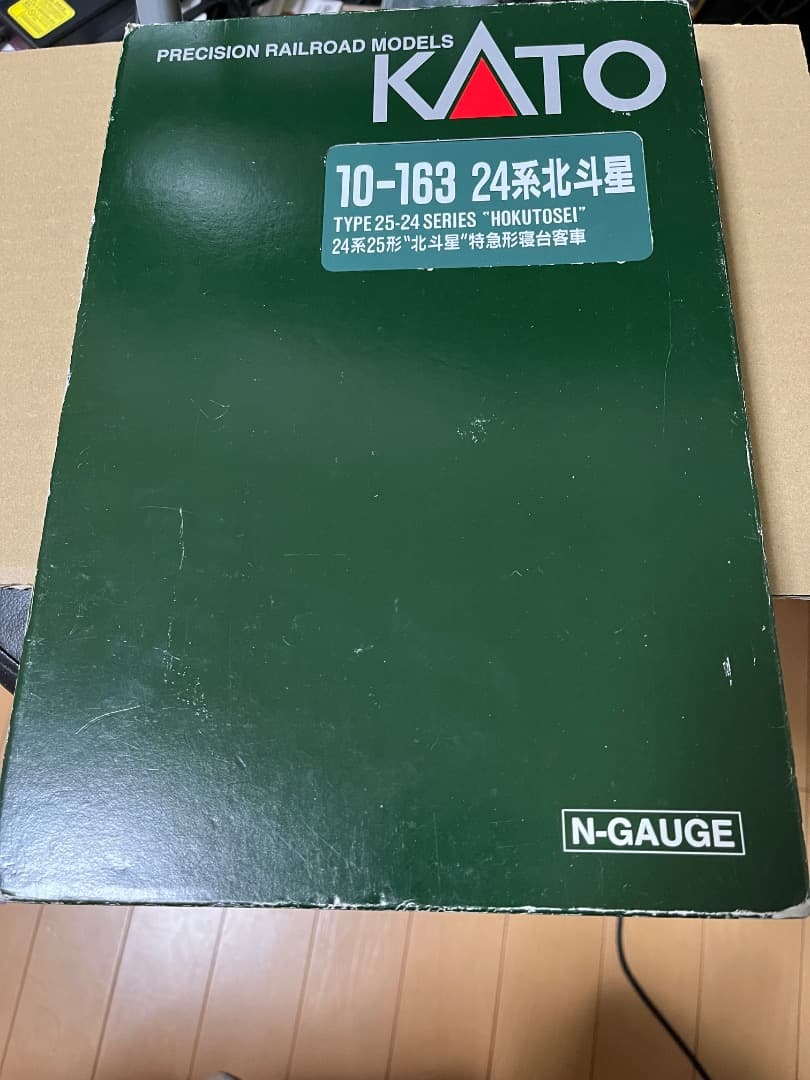 PRECISION RAILROAD MODELS
KATO
10-163 24系北斗星
TYPE 25-24 SERIES "HOKUTOSEI"
24系25形"北斗星"特急形寝台客車
N-GAUGE